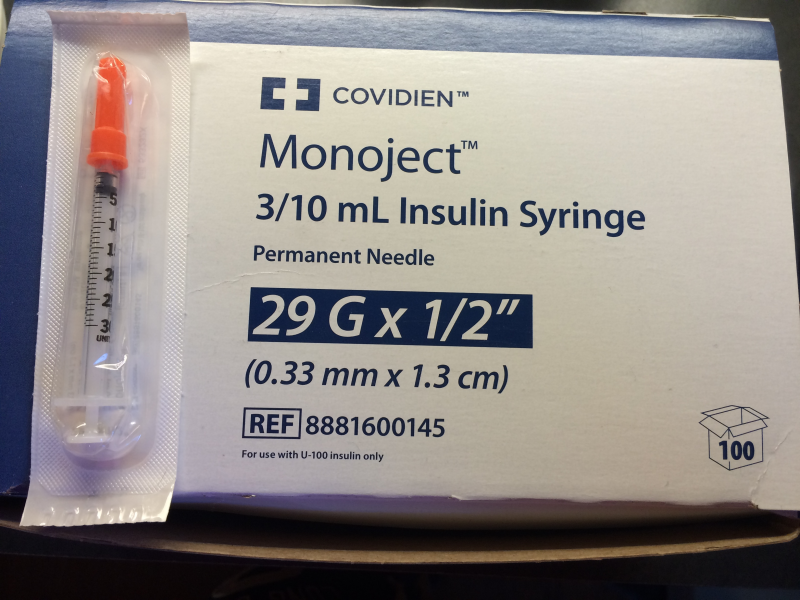 COVIDIEN™
Monoject™
3/10 mL Insulin Syringe
Permanent Needle
29 G x 1/2"
(0.33 mm x 1.3 cm)
REF 8881600145
For use with U-100 insulin only
100
5